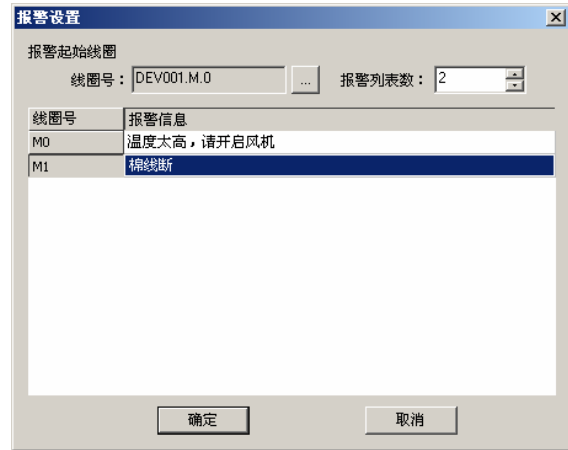 报警设置
报警起始线圈
线圈号： DEV001.M.0 ... 报警列表数： 2
线圈号 报警信息
M0 温度太高，请开启风机
M1 棉线断
确定 取消